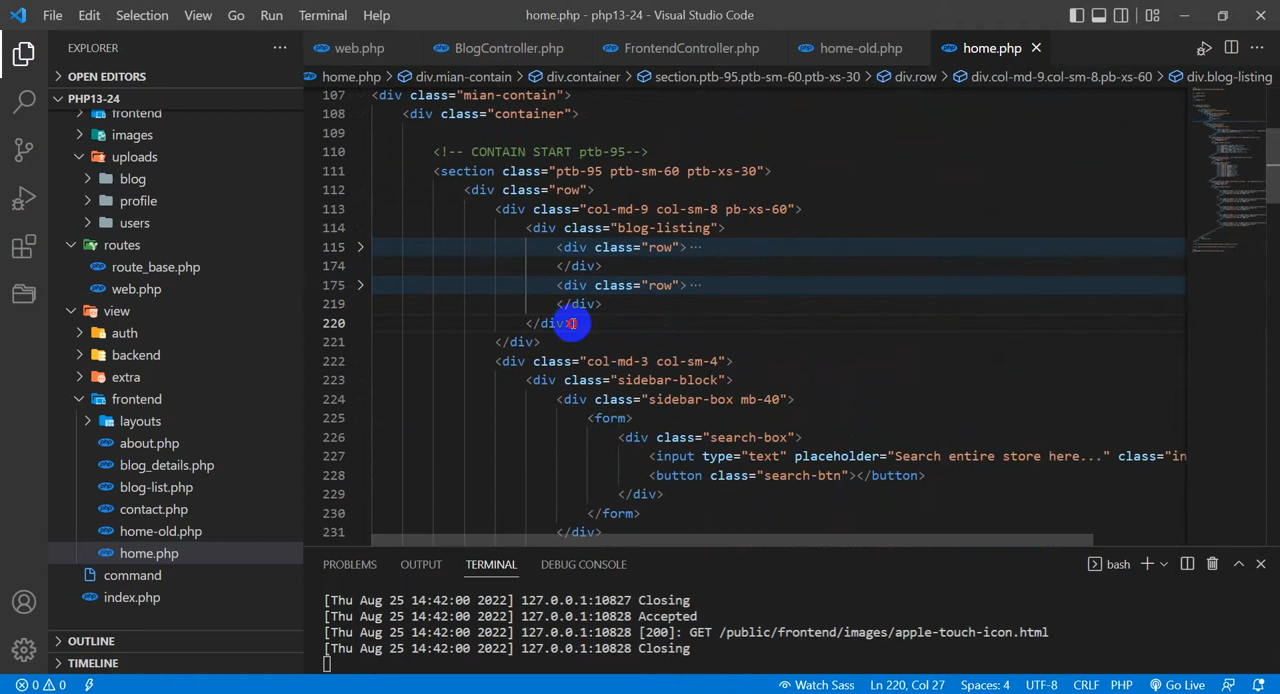 File Edit Selection View Go Run Terminal Help home.php - php13-24 - Visual Studio Code
EXPLORER
web.php BlogController.php FrontendController.php home-old.php home.php
OPEN EDITORS
home.php > div.mian-contain > div.container > section.ptb-95.ptb-sm-60.ptb-xs-30 > div.row > div.col-md-9.col-sm-8.pb-xs-60 > div.blog-listing
PHP13-24
frontend
images
uploads
blog
profile
users
routes
route_base.php
web.php
view
auth
backend
extra
frontend
layouts
about.php
blog_details.php
blog-list.php
contact.php
home-old.php
home.php
command
index.php
OUTLINE
TIMELINE
107 <div class="mian-contain">
108 <div class="container">
109
110 <!-- CONTAIN START ptb-95-->
111 <section class="ptb-95 ptb-sm-60 ptb-xs-30">
112 <div class="row">
113 <div class="col-md-9 col-sm-8 pb-xs-60">
114 <div class="blog-listing">
115 <div class="row">···
174 </div>
175 <div class="row">···
219 </div>
220 </div>
221 </div>
222 <div class="col-md-3 col-sm-4">
223 <div class="sidebar-block">
224 <div class="sidebar-box mb-40">
225 <form>
226 <div class="search-box">
227 <input type="text" placeholder="Search entire store here..." class="in
228 <button class="search-btn"></button>
229 </div>
230 </form>
231 </div>
PROBLEMS OUTPUT TERMINAL DEBUG CONSOLE bash
[Thu Aug 25 14:42:00 2022] 127.0.0.1:10827 Closing
[Thu Aug 25 14:42:00 2022] 127.0.0.1:10828 Accepted
[Thu Aug 25 14:42:00 2022] 127.0.0.1:10828 [200]: GET /public/frontend/images/apple-touch-icon.html
[Thu Aug 25 14:42:00 2022] 127.0.0.1:10828 Closing
0 0 Watch Sass Ln 220, Col 27 Spaces: 4 UTF-8 CRLF PHP Go Live